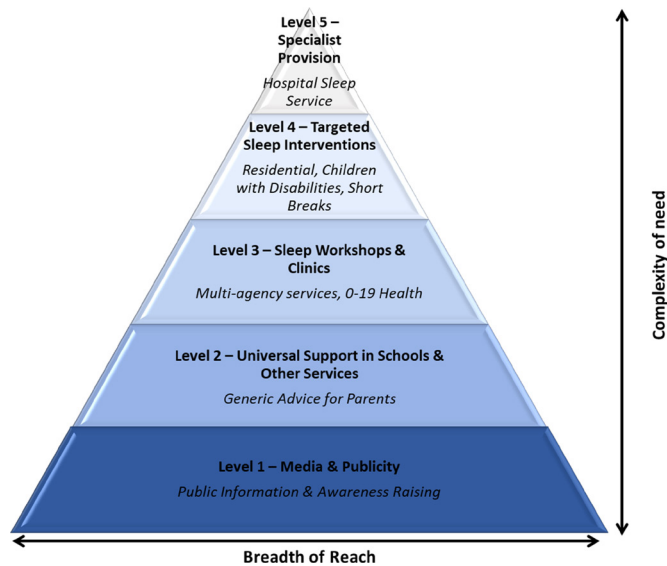 Level 5 –
Specialist
Provision
Hospital Sleep
Service
Level 4 – Targeted
Sleep Interventions
Residential, Children
with Disabilities, Short
Breaks
Level 3 – Sleep Workshops &
Clinics
Multi-agency services, 0-19 Health
Level 2 – Universal Support in Schools &
Other Services
Generic Advice for Parents
Level 1 – Media & Publicity
Public Information & Awareness Raising
Breadth of Reach
Complexity of need